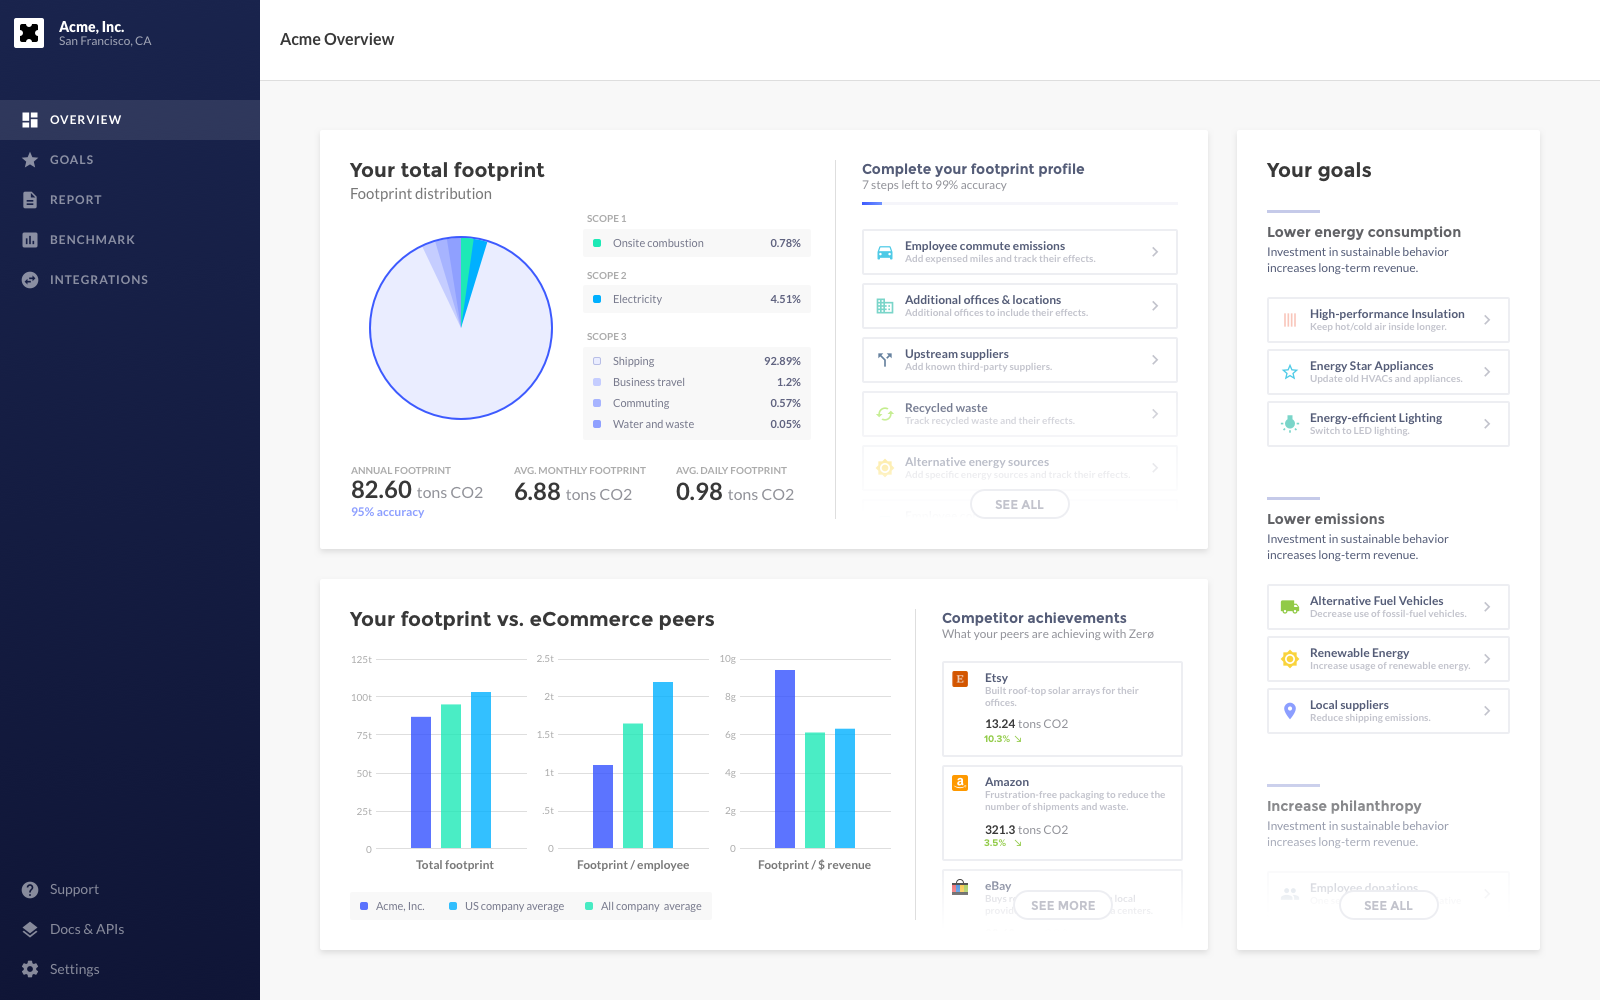 Acme, Inc.
San Francisco, CA
OVERVIEW
GOALS
REPORT
BENCHMARK
INTEGRATIONS
Support
Docs & APIs
Settings
Acme Overview
Your total footprint
Footprint distribution
SCOPE 1
Onsite combustion 0.78%
SCOPE 2
Electricity 4.51%
SCOPE 3
Shipping 92.89%
Business travel 1.2%
Commuting 0.57%
Water and waste 0.05%
ANNUAL FOOTPRINT
82.60 tons CO2
95% accuracy
AVG. MONTHLY FOOTPRINT
6.88 tons CO2
AVG. DAILY FOOTPRINT
0.98 tons CO2
Complete your footprint profile
7 steps left to 99% accuracy
Employee commute emissions
Add expensed miles and track their effects.
Additional offices & locations
Additional offices to include their effects.
Upstream suppliers
Add known third-party suppliers.
Recycled waste
Track recycled waste and their effects.
Alternative energy sources
Add specific energy sources and track their effects.
SEE ALL
Your footprint vs. eCommerce peers
125t
100t
75t
50t
25t
0
Total footprint
2.5t
2t
1.5t
1t
.5t
0
Footprint / employee
10g
8g
6g
4g
2g
0
Footprint / $ revenue
Acme, Inc. US company average All company average
Competitor achievements
What your peers are achieving with Zerø
Etsy
Built roof-top solar arrays for their
offices.
13.24 tons CO2
10.3% ↘
Amazon
Frustration-free packaging to reduce the
number of shipments and waste.
321.3 tons CO2
3.5% ↘
eBay
Buys local
centers.
SEE MORE
Your goals
Lower energy consumption
Investment in sustainable behavior
increases long-term revenue.
High-performance Insulation
Keep hot/cold air inside longer.
Energy Star Appliances
Update old HVACs and appliances.
Energy-efficient Lighting
Switch to LED lighting.
Lower emissions
Investment in sustainable behavior
increases long-term revenue.
Alternative Fuel Vehicles
Decrease use of fossil-fuel vehicles.
Renewable Energy
Increase usage of renewable energy.
Local suppliers
Reduce shipping emissions.
Increase philanthropy
Investment in sustainable behavior
increases long-term revenue.
Employee donations
SEE ALL